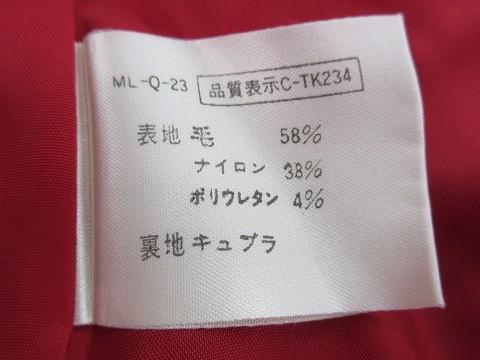 ML-Q-23 品質表示C-TK234
表地 毛 58%
ナイロン 38%
ポリウレタン 4%
裏地 キュプラ